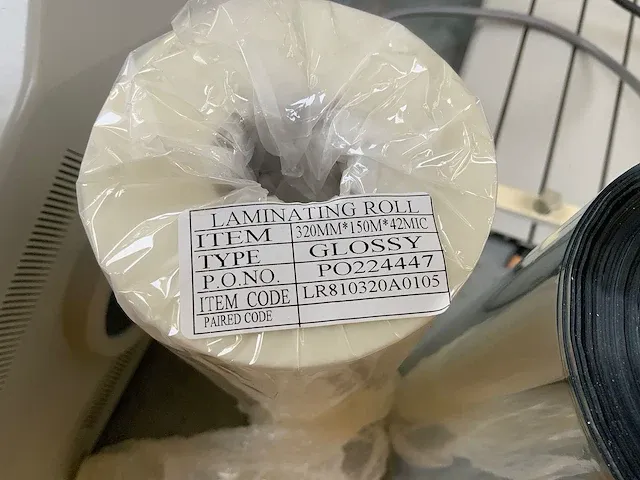 LAMINATING ROLL
ITEM 320MM*150M*42MIC
TYPE GLOSSY
P.O.NO. PO224447
ITEM CODE LR810320A0105
PAIRED CODE